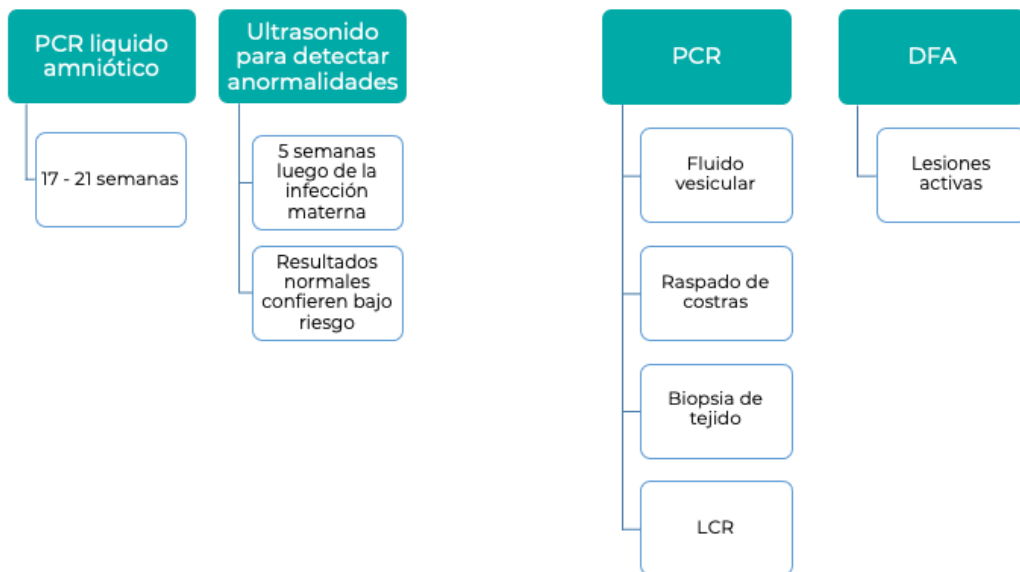 PCR liquido
amniótico
17 - 21 semanas
Ultrasonido
para detectar
anormalidades
5 semanas
luego de la
infección
materna
Resultados
normales
confieren bajo
riesgo
PCR
Fluido
vesicular
Raspado de
costras
Biopsia de
tejido
LCR
DFA
Lesiones
activas